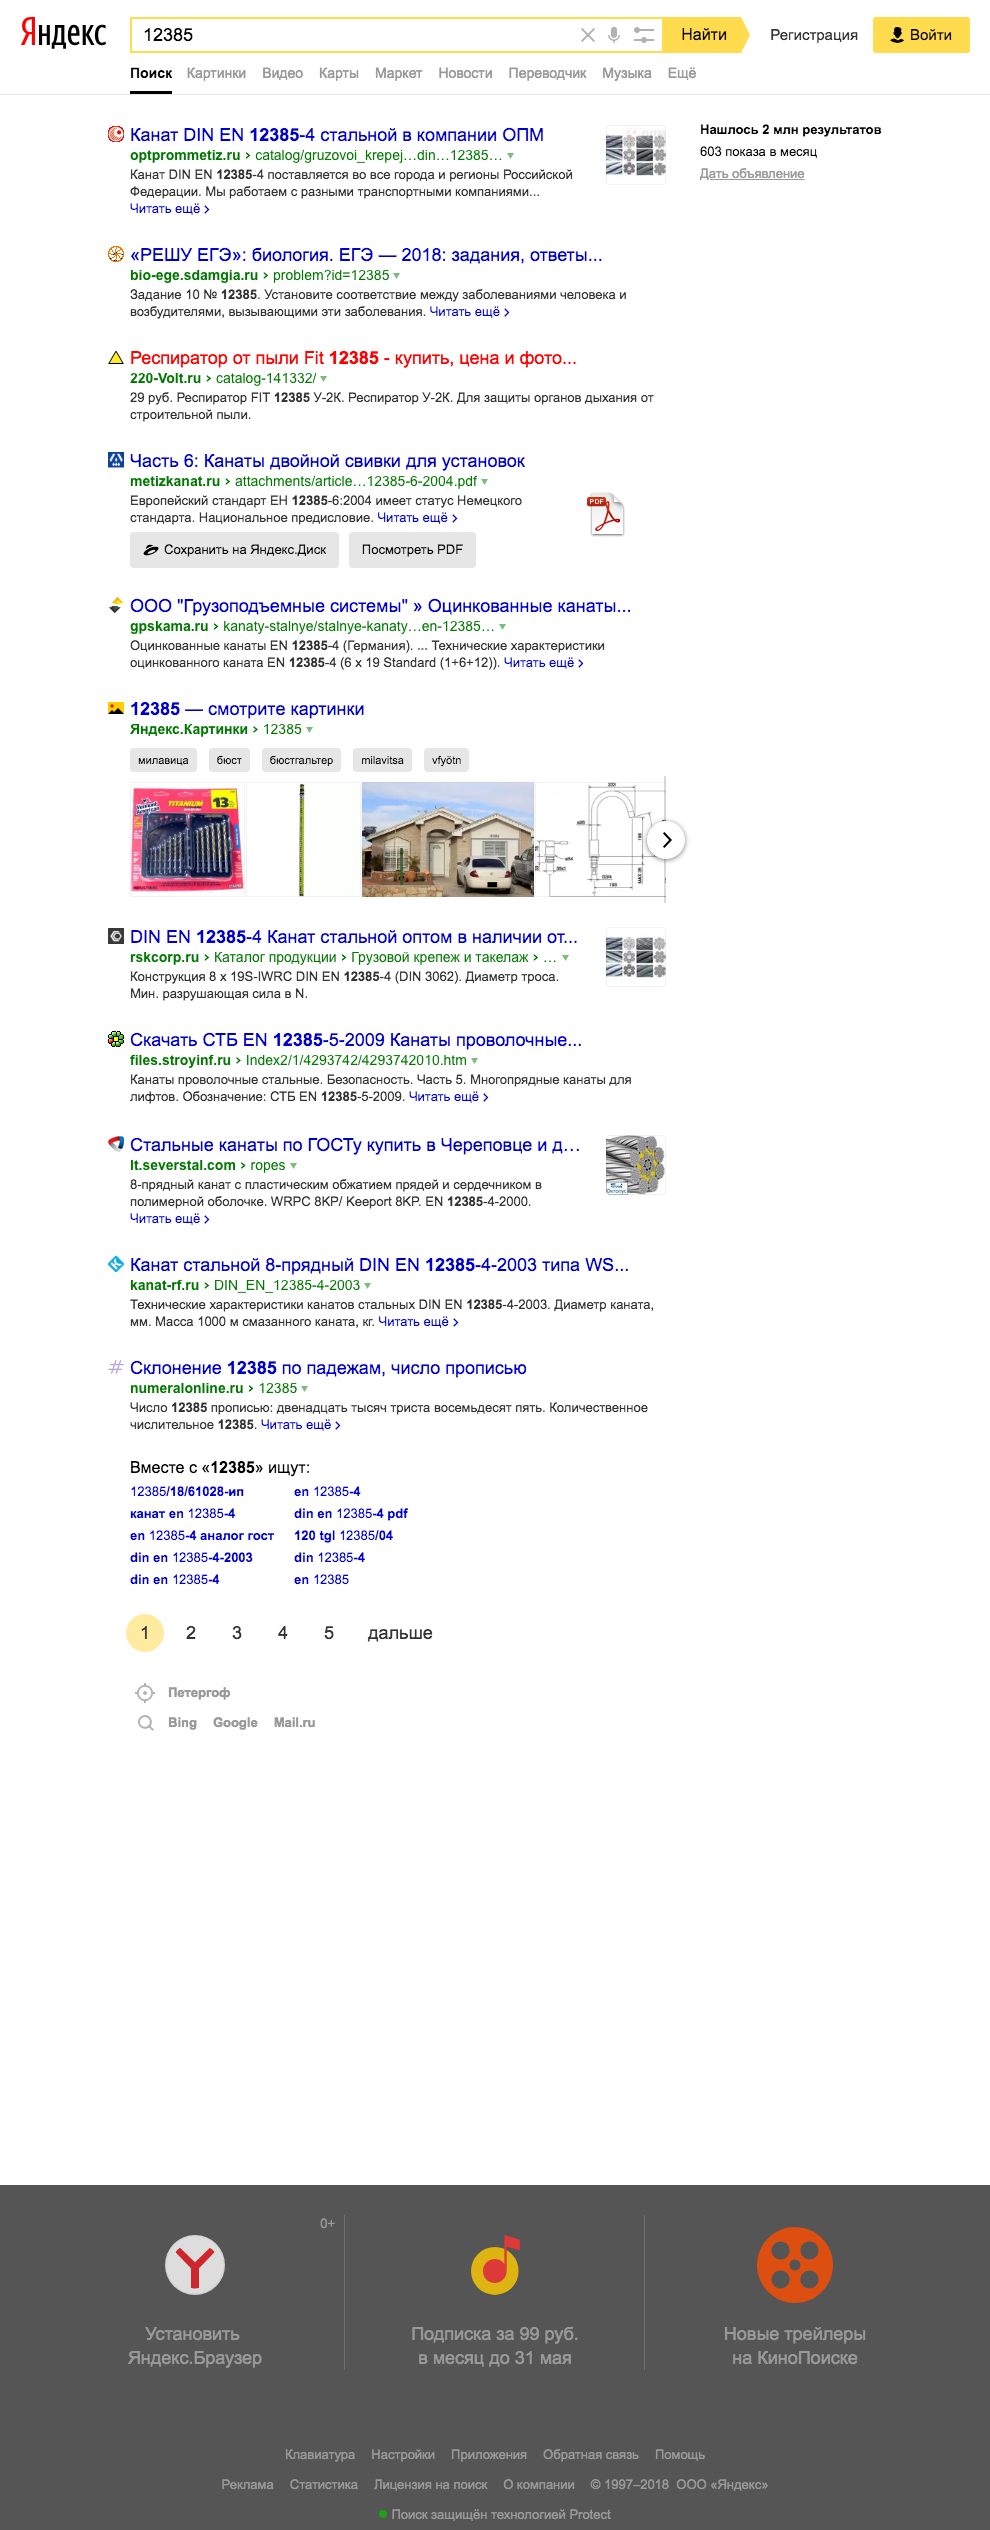 Яндекс
12385
Найти
Регистрация
Войти
Поиск Картинки Видео Карты Маркет Новости Переводчик Музыка Ещё
Нашлось 2 млн результатов
603 показа в месяц
Дать объявление
Канат DIN EN 12385-4 стальной в компании ОПМ
optprommetiz.ru › catalog/gruzovoi_krepej…din…12385…
Канат DIN EN 12385-4 поставляется во все города и регионы Российской
Федерации. Мы работаем с разными транспортными компаниями...
Читать ещё ›
«РЕШУ ЕГЭ»: биология. ЕГЭ — 2018: задания, ответы...
bio-ege.sdamgia.ru › problem?id=12385
Задание 10 № 12385. Установите соответствие между заболеваниями человека и
возбудителями, вызывающими эти заболевания. Читать ещё ›
Респиратор от пыли Fit 12385 - купить, цена и фото...
220-Volt.ru › catalog-141332/
29 руб. Респиратор FIT 12385 У-2К. Респиратор У-2К. Для защиты органов дыхания от
строительной пыли.
Часть 6: Канаты двойной свивки для установок
metizkanat.ru › attachments/article…12385-6-2004.pdf
Европейский стандарт ЕН 12385-6:2004 имеет статус Немецкого
стандарта. Национальное предисловие. Читать ещё ›
PDF
Сохранить на Яндекс.Диск
Посмотреть PDF
ООО "Грузоподъемные системы" » Оцинкованные канаты...
gpskama.ru › kanaty-stalnye/stalnye-kanaty…en-12385…
Оцинкованные канаты EN 12385-4 (Германия). ... Технические характеристики
оцинкованного каната EN 12385-4 (6 x 19 Standard (1+6+12)). Читать ещё ›
12385 — смотрите картинки
Яндекс.Картинки › 12385
милавица бюст бюстгальтер milavitsa vfyötn
TITANIUM
13
DIN EN 12385-4 Канат стальной оптом в наличии от...
rskcorp.ru › Каталог продукции › Грузовой крепеж и такелаж › …
Конструкция 8 x 19S-IWRC DIN EN 12385-4 (DIN 3062). Диаметр троса.
Мин. разрушающая сила в N.
Скачать СТБ EN 12385-5-2009 Канаты проволочные...
files.stroyinf.ru › Index2/1/4293742/4293742010.htm
Канаты проволочные стальные. Безопасность. Часть 5. Многопрядные канаты для
лифтов. Обозначение: СТБ EN 12385-5-2009. Читать ещё ›
Стальные канаты по ГОСТу купить в Череповце и д…
lt.severstal.com › ropes
8-прядный канат с пластическим обжатием прядей и сердечником в
полимерной оболочке. WRPC 8KP/ Keeport 8KP. EN 12385-4-2000.
Читать ещё ›
Октопус
Канат стальной 8-прядный DIN EN 12385-4-2003 типа WS...
kanat-rf.ru › DIN_EN_12385-4-2003
Технические характеристики канатов стальных DIN EN 12385-4-2003. Диаметр каната,
мм. Масса 1000 м смазанного каната, кг. Читать ещё ›
Склонение 12385 по падежам, число прописью
numeralonline.ru › 12385
Число 12385 прописью: двенадцать тысяч триста восемьдесят пять. Количественное
числительное 12385. Читать ещё ›
Вместе с «12385» ищут:
12385/18/61028-ип en 12385-4
канат en 12385-4 din en 12385-4 pdf
en 12385-4 аналог гост 120 tgl 12385/04
din en 12385-4-2003 din 12385-4
din en 12385-4 en 12385
1 2 3 4 5 дальше
Петергоф
Bing Google Mail.ru
0+
Установить
Яндекс.Браузер
Подписка за 99 руб.
в месяц до 31 мая
Новые трейлеры
на КиноПоиске
Клавиатура Настройки Приложения Обратная связь Помощь
Реклама Статистика Лицензия на поиск О компании © 1997–2018 ООО «Яндекс»
Поиск защищён технологией Protect